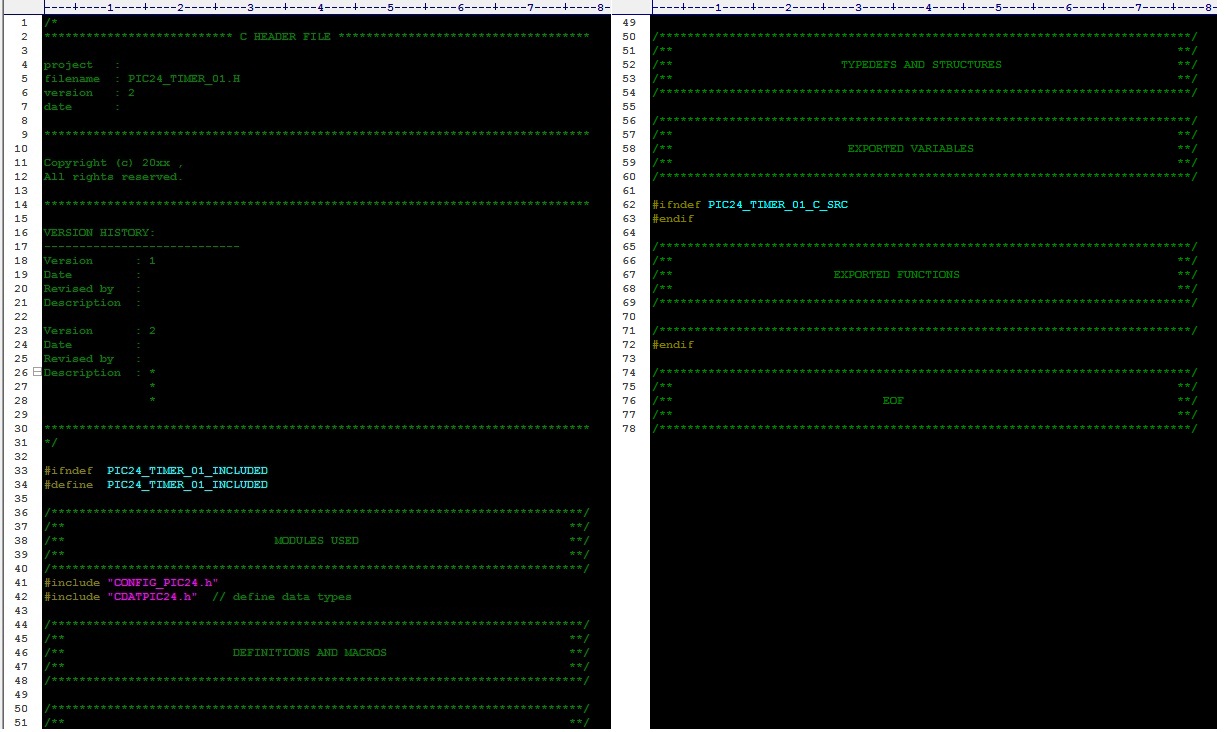 ----+----1----+----2----+----3----+----4----+----5----+----6----+----7----+----8-
1 /*
2 *************************** C HEADER FILE ************************************
3
4 project   :
5 filename  : PIC24_TIMER_01.H
6 version   : 2
7 date      :
8
9 ******************************************************************************
10
11 Copyright (c) 20xx ,
12 All rights reserved.
13
14 ******************************************************************************
15
16 VERSION HISTORY:
17 ----------------------------
18 Version      : 1
19 Date         :
20 Revised by   :
21 Description  :
22
23 Version      : 2
24 Date         :
25 Revised by   :
26 Description  : *
27                *
28                *
29
30 ******************************************************************************
31 */
32
33 #ifndef  PIC24_TIMER_01_INCLUDED
34 #define  PIC24_TIMER_01_INCLUDED
35
36 /****************************************************************************/
37 /**                                                                        **/
38 /**                              MODULES USED                              **/
39 /**                                                                        **/
40 /****************************************************************************/
41 #include "CONFIG_PIC24.h"
42 #include "CDATPIC24.h"  // define data types
43
44 /****************************************************************************/
45 /**                                                                        **/
46 /**                        DEFINITIONS AND MACROS                          **/
47 /**                                                                        **/
48 /****************************************************************************/
49
50 /****************************************************************************/
51 /**                                                                        **/
----+----1----+----2----+----3----+----4----+----5----+----6----+----7----+----8-
49
50 /****************************************************************************/
51 /**                                                                        **/
52 /**                        TYPEDEFS AND STRUCTURES                         **/
53 /**                                                                        **/
54 /****************************************************************************/
55
56 /****************************************************************************/
57 /**                                                                        **/
58 /**                         EXPORTED VARIABLES                             **/
59 /**                                                                        **/
60 /****************************************************************************/
61
62 #ifndef PIC24_TIMER_01_C_SRC
63 #endif
64
65 /****************************************************************************/
66 /**                                                                        **/
67 /**                       EXPORTED FUNCTIONS                               **/
68 /**                                                                        **/
69 /****************************************************************************/
70
71 /****************************************************************************/
72 #endif
73
74 /****************************************************************************/
75 /**                                                                        **/
76 /**                              EOF                                       **/
77 /**                                                                        **/
78 /****************************************************************************/